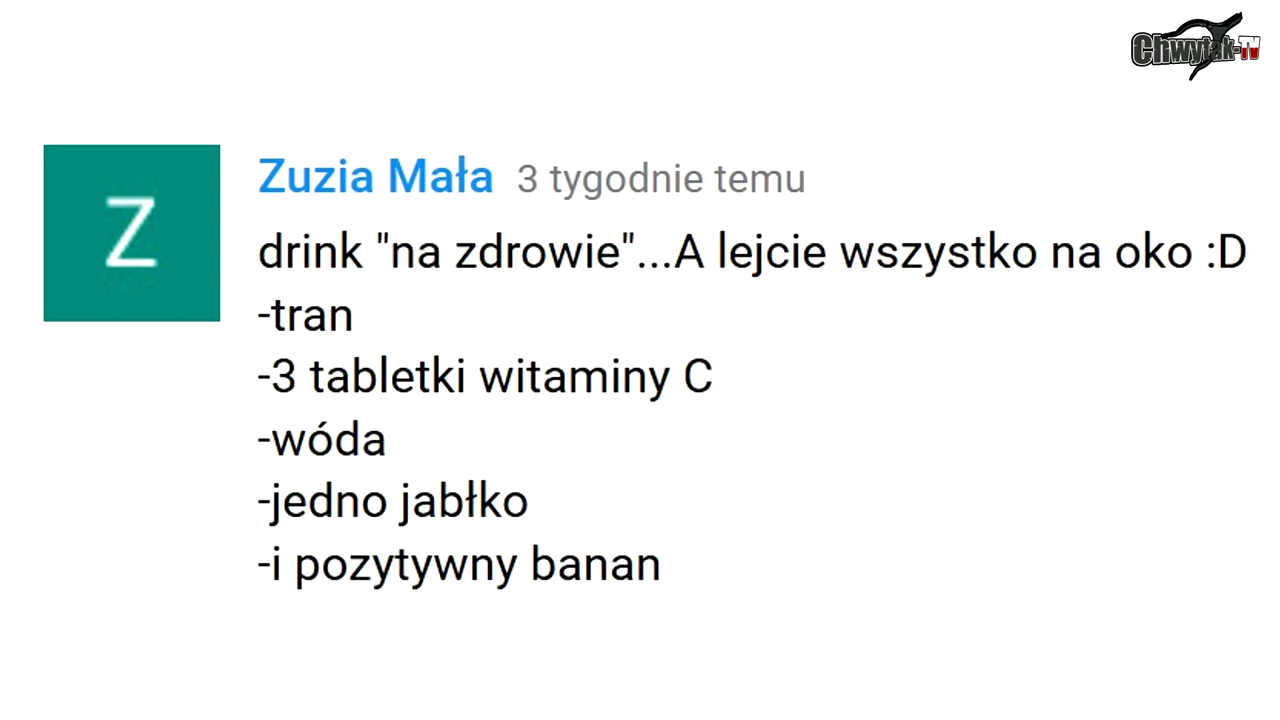 Chwytak-TV
Z
Zuzia Mała 3 tygodnie temu
drink "na zdrowie"...A lejcie wszystko na oko :D
-tran
-3 tabletki witaminy C
-wóda
-jedno jabłko
-i pozytywny banan